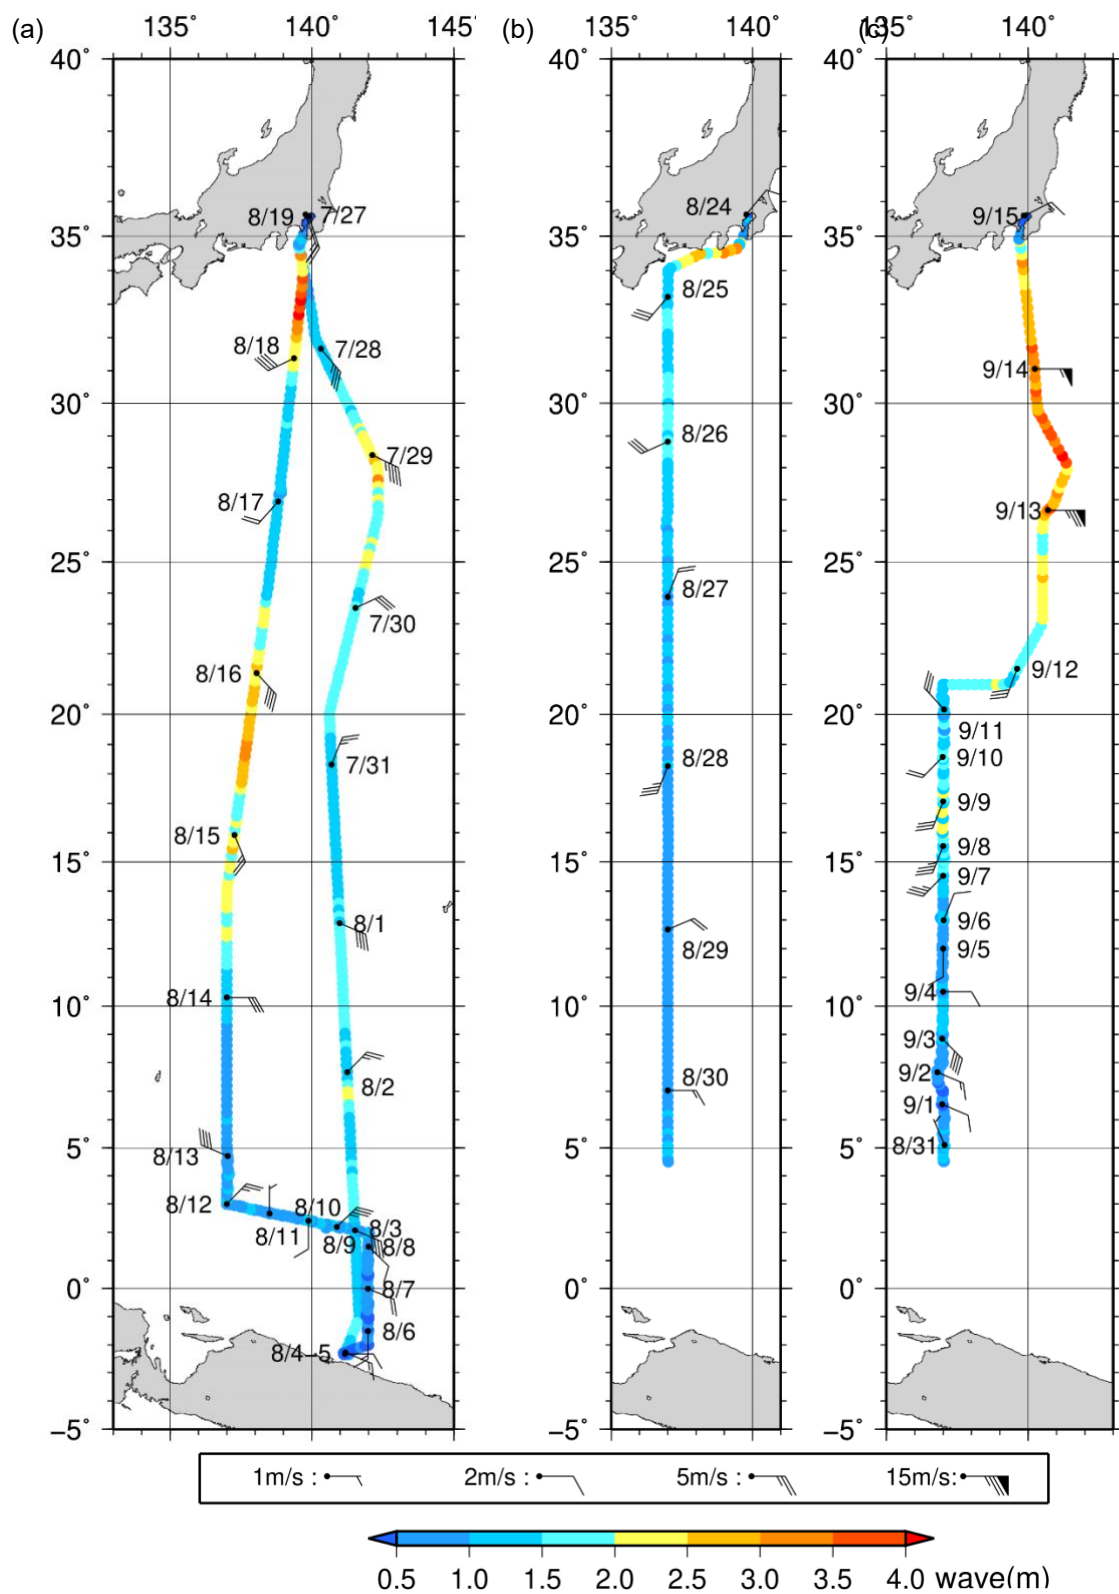 (a)
135° 140° 145°
(b)
135° 140°
(c)
135° 140°
40° 40° 40°
8/19 7/27
8/24
9/15
35° 35° 35°
8/25
8/18 7/28
9/14
30° 30° 30°
8/26
7/29
8/17
9/13
25° 25° 25°
8/27
7/30
8/16
9/12
20° 20° 20°
9/11
7/31
8/28
9/10
9/9
8/15
9/8
15° 15° 15°
9/7
8/1
9/6
8/29
9/5
8/14
9/4
10° 10° 10°
9/3
8/2
8/30
9/2
9/1
8/13
8/31
5° 5° 5°
8/12 8/10
8/11 8/9 8/3
8/8
0° 0° 0°
8/7
8/6
8/4-5
−5° −5° −5°
1m/s : 2m/s : 5m/s : 15m/s:
0.5 1.0 1.5 2.0 2.5 3.0 3.5 4.0 wave(m)